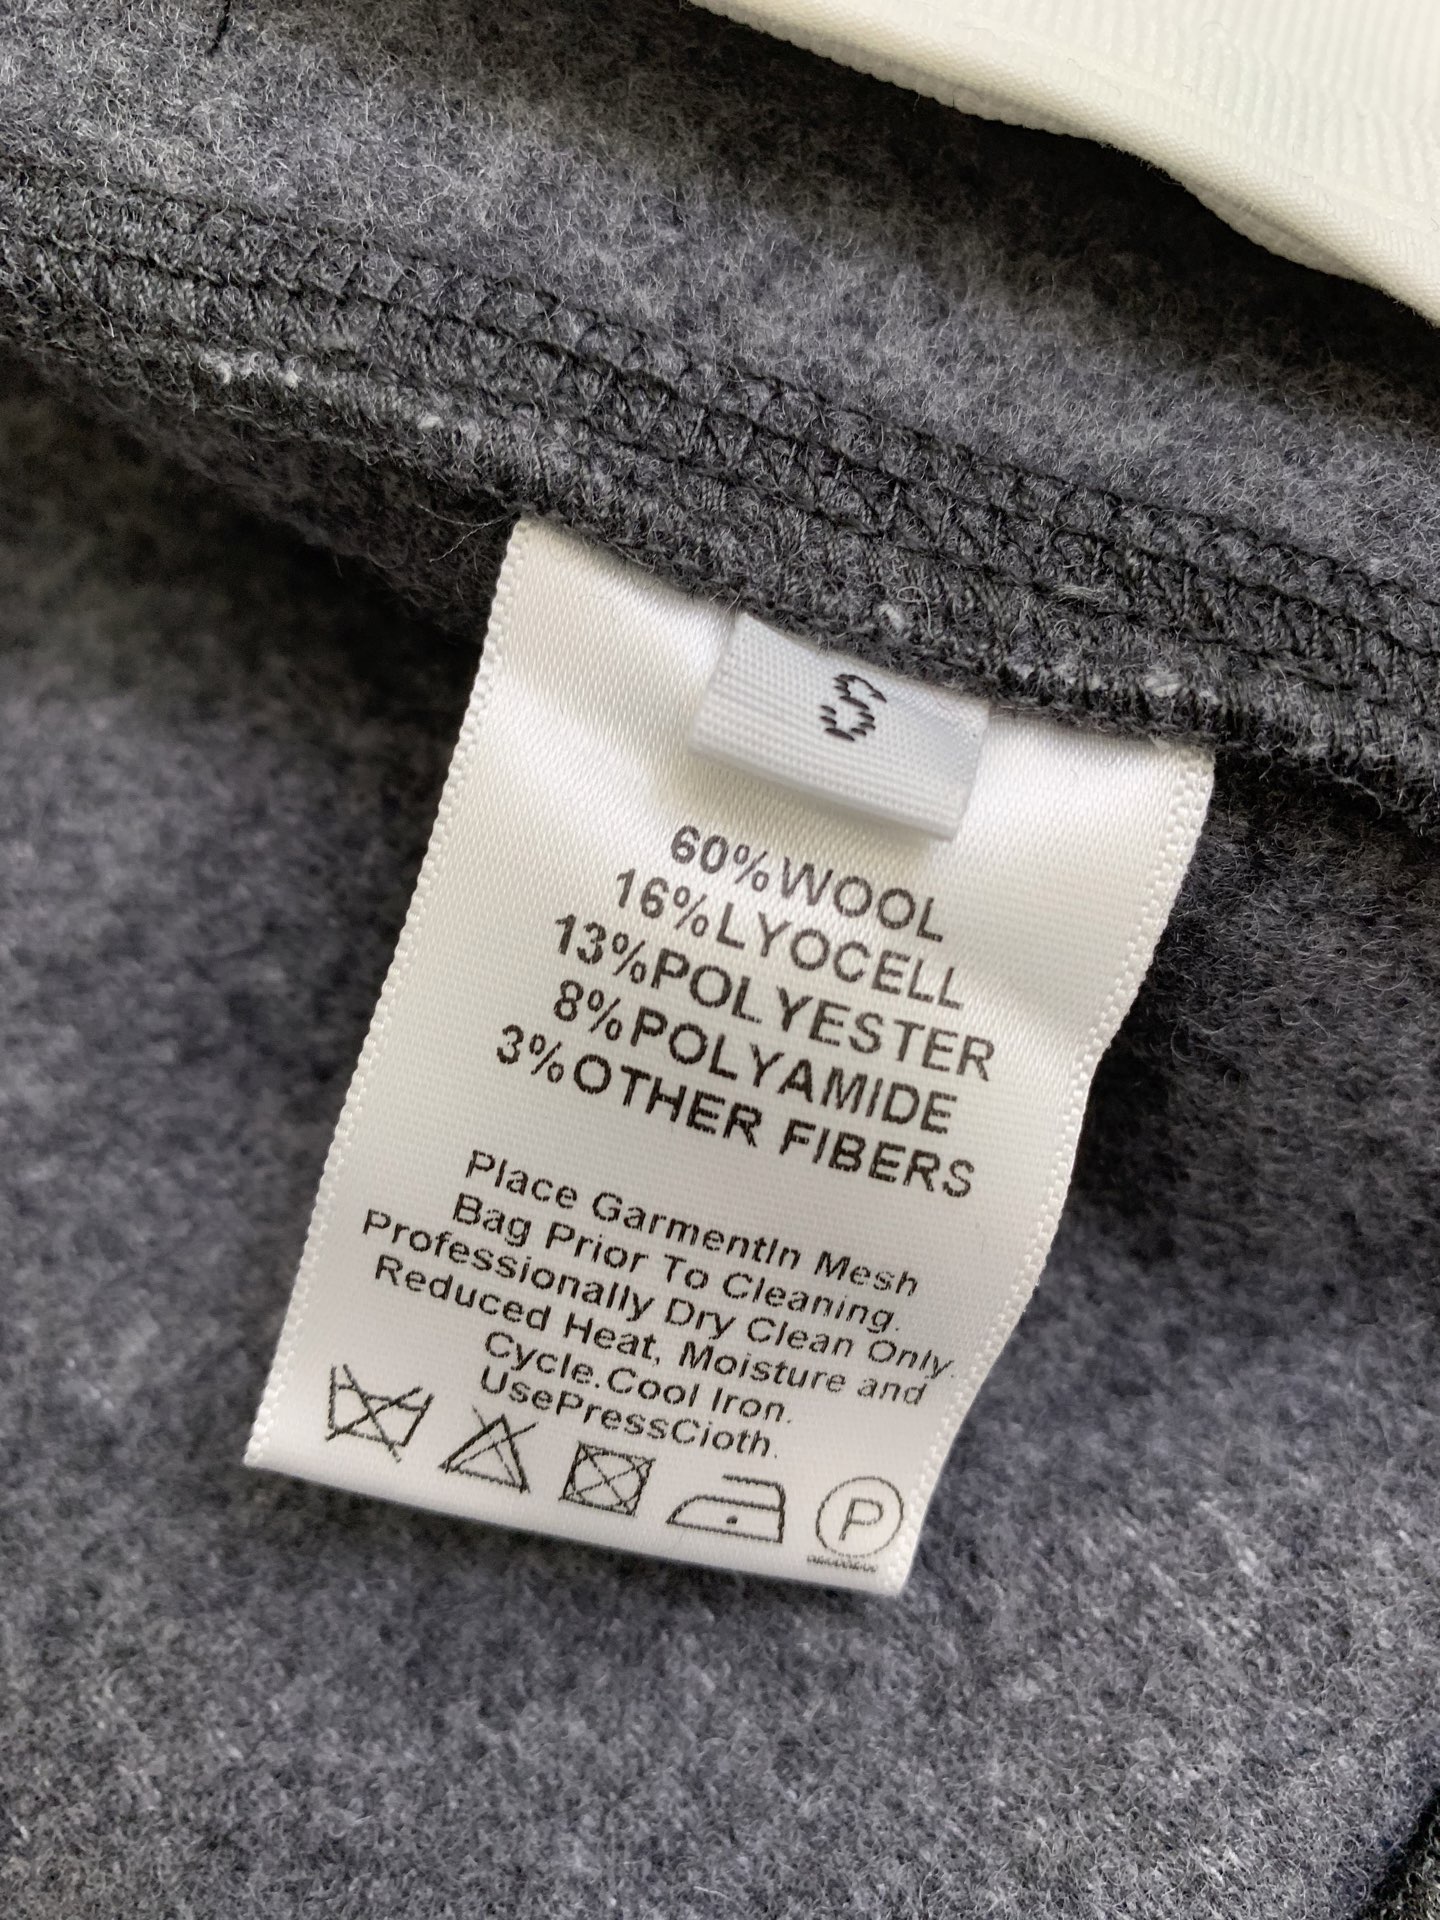 S
60%WOOL
16%LYOCELL
13%POLYESTER
8%POLYAMIDE
3%OTHER FIBERS
Place GarmentIn Mesh
Bag Prior To Cleaning.
Professionally Dry Clean Only.
Reduced Heat, Moisture and
Cycle.Cool Iron.
UsePressCloth.
P